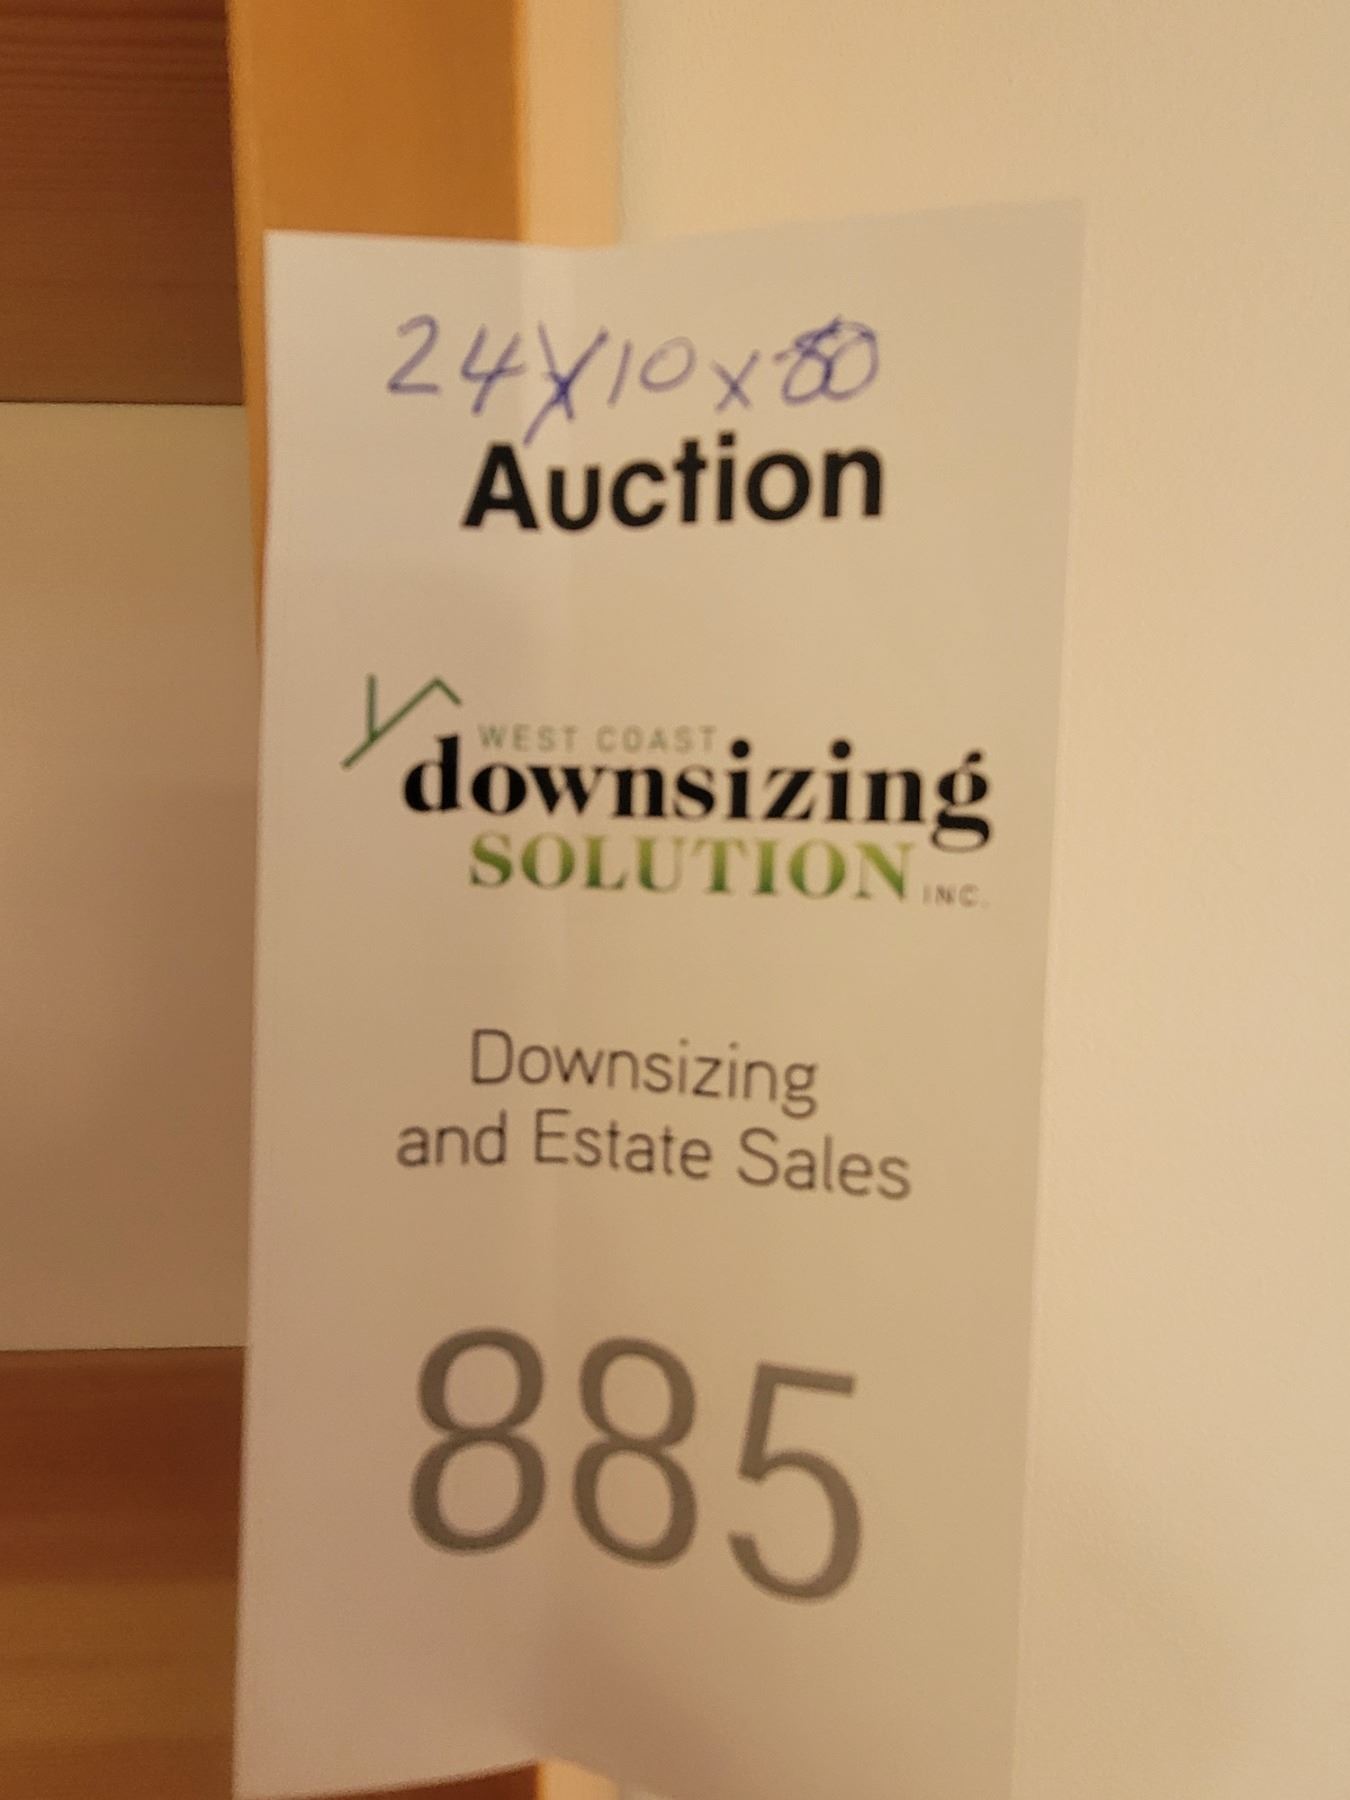 24x10x80
Auction
WEST COAST
downsizing
SOLUTION INC.
Downsizing
and Estate Sales
885